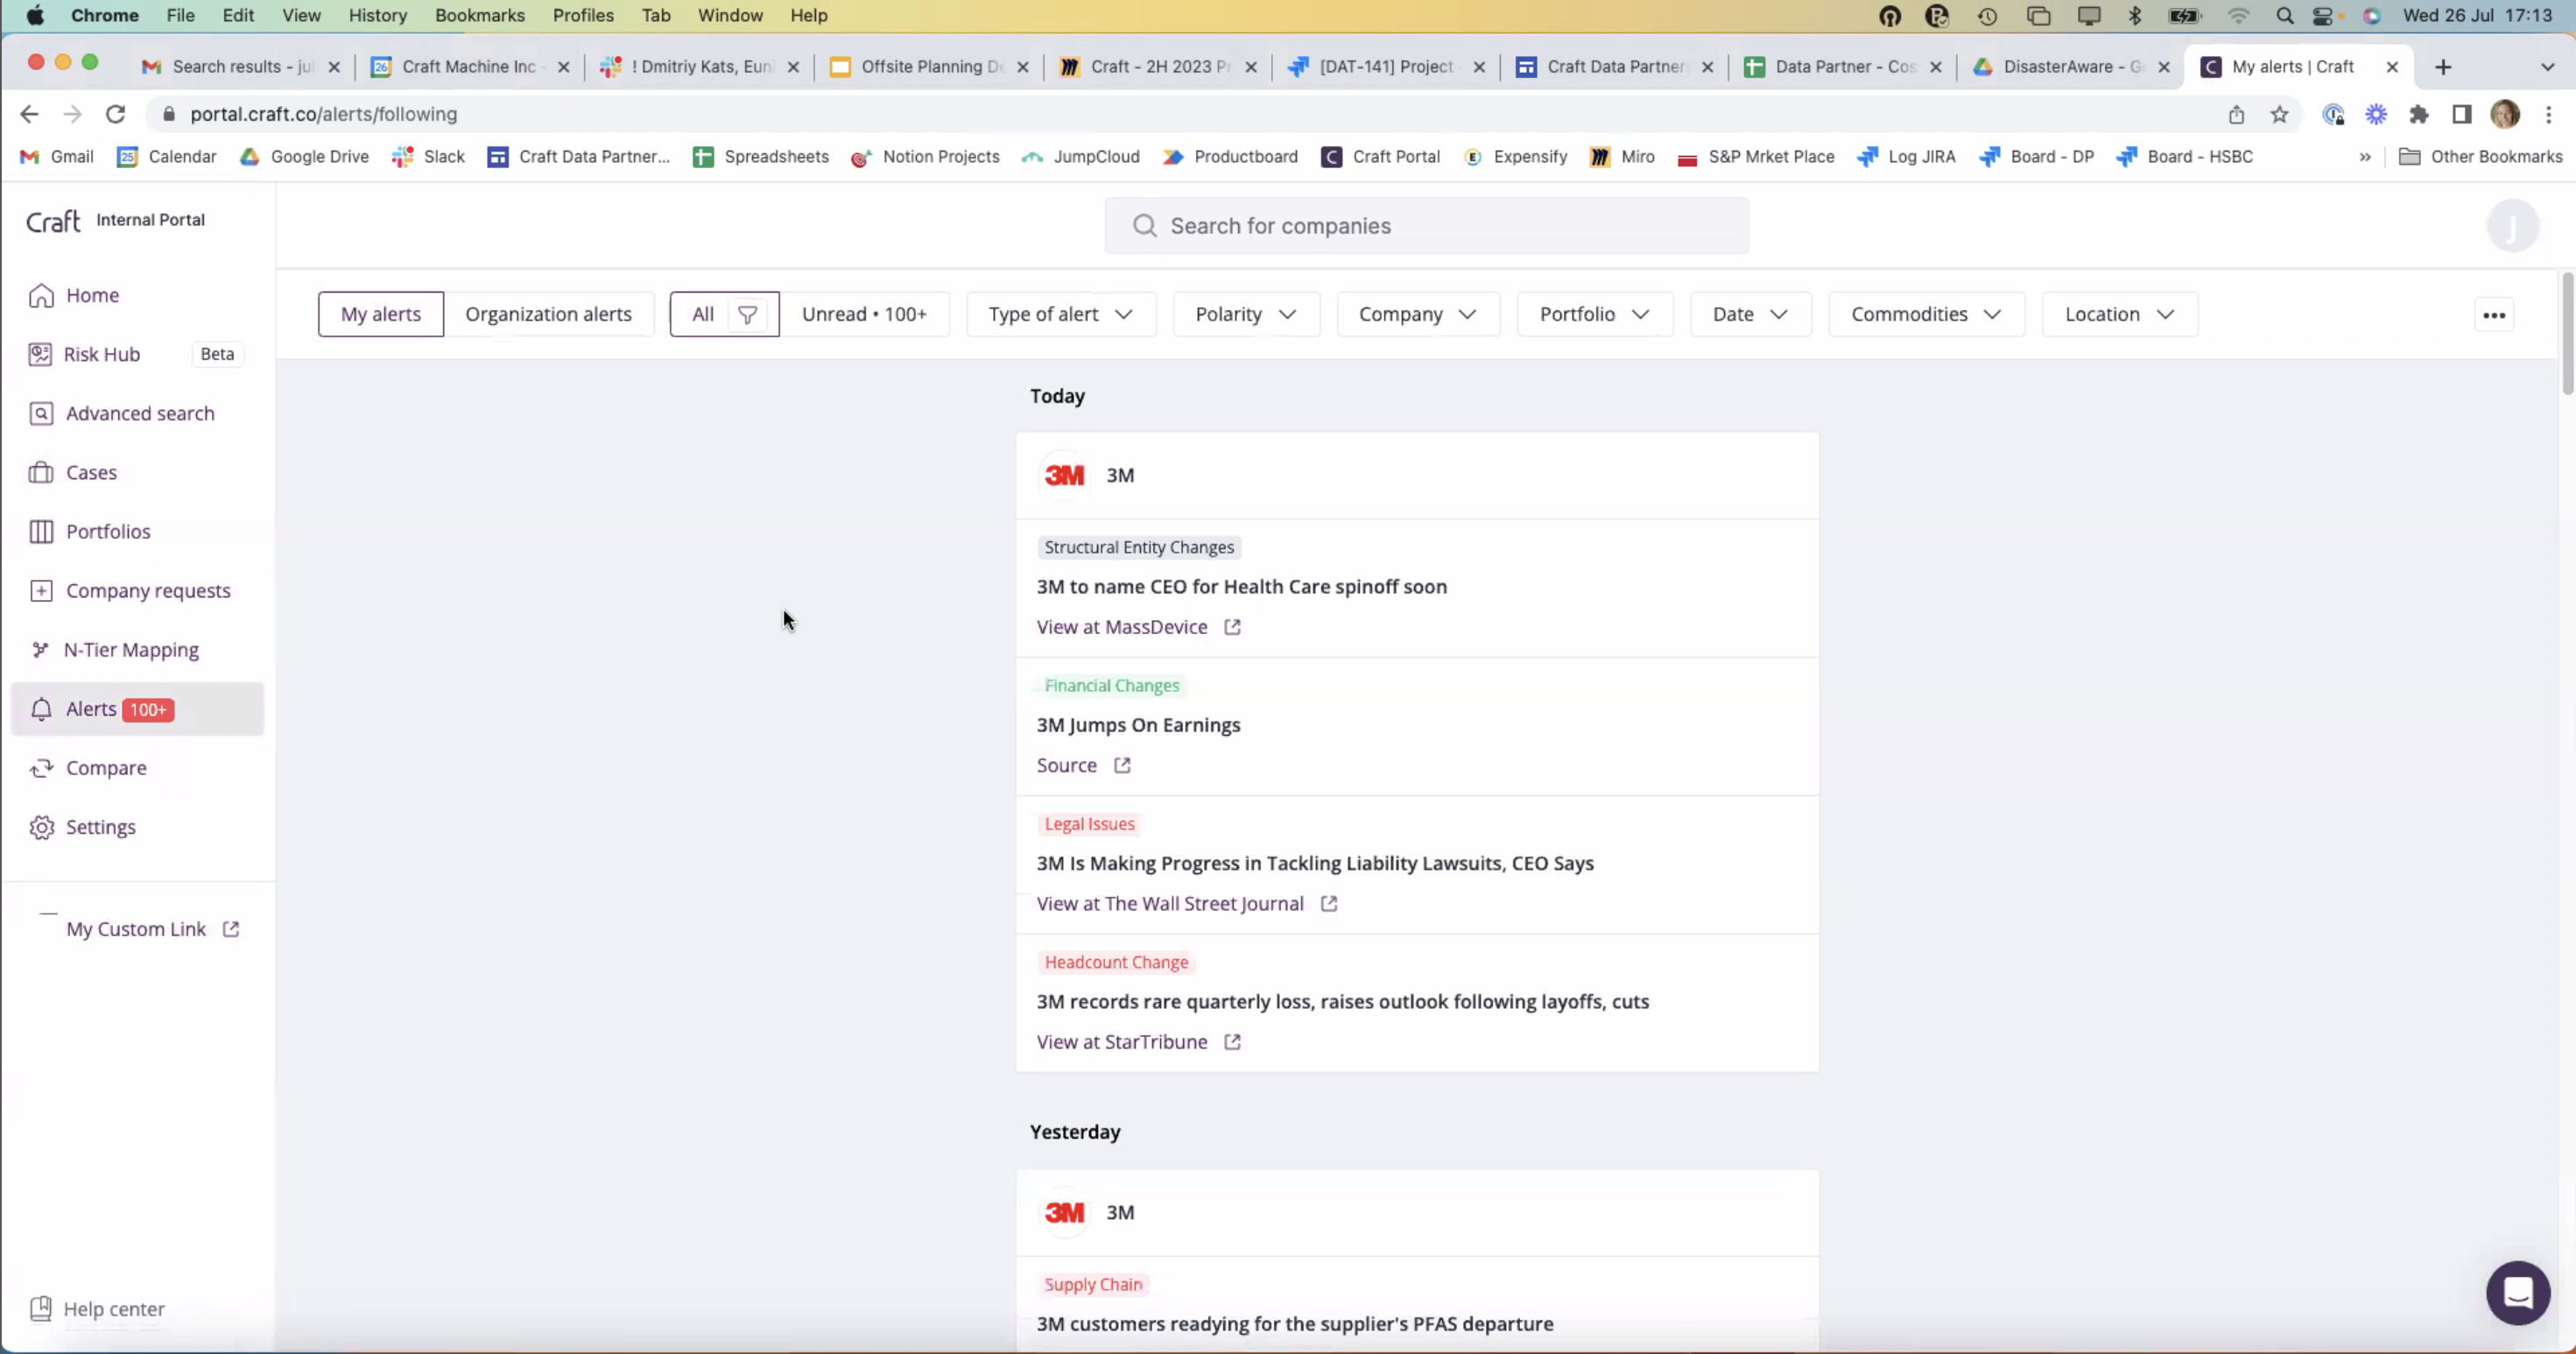 Chrome File Edit View History Bookmarks Profiles Tab Window Help Wed 26 Jul 17:13
Search results - jul 26 Craft Machine Inc - ! Dmitriy Kats, Euni Offsite Planning De Craft - 2H 2023 Pr [DAT-141] Project Craft Data Partner Data Partner - Cos DisasterAware - G My alerts | Craft
portal.craft.co/alerts/following
Gmail 25 Calendar Google Drive Slack Craft Data Partner... Spreadsheets Notion Projects JumpCloud Productboard Craft Portal Expensify Miro S&P Mrket Place Log JIRA Board - DP Board - HSBC » Other Bookmarks
Craft Internal Portal
Search for companies
J
Home
Risk Hub Beta
Advanced search
Cases
Portfolios
Company requests
N-Tier Mapping
Alerts 100+
Compare
Settings
My Custom Link
Help center
My alerts Organization alerts All Unread • 100+ Type of alert Polarity Company Portfolio Date Commodities Location
Today
3M 3M
Structural Entity Changes
3M to name CEO for Health Care spinoff soon
View at MassDevice
Financial Changes
3M Jumps On Earnings
Source
Legal Issues
3M Is Making Progress in Tackling Liability Lawsuits, CEO Says
View at The Wall Street Journal
Headcount Change
3M records rare quarterly loss, raises outlook following layoffs, cuts
View at StarTribune
Yesterday
3M 3M
Supply Chain
3M customers readying for the supplier's PFAS departure